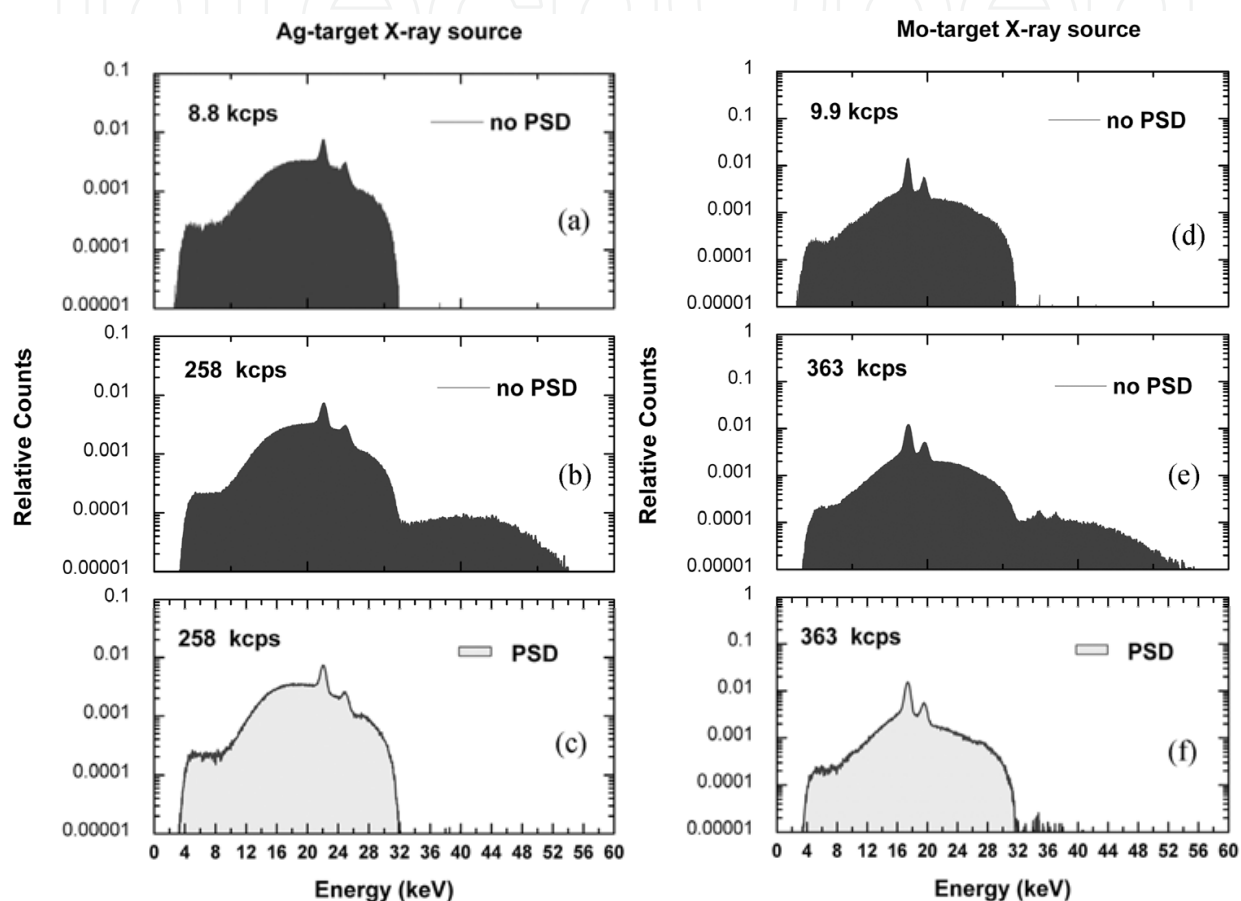 Ag-target X-ray source
0.1
0.01
0.001
0.0001
0.00001
8.8 kcps
no PSD
(a)
0.1
0.01
0.001
0.0001
0.00001
258 kcps
no PSD
(b)
0.1
0.01
0.001
0.0001
0.00001
258 kcps
PSD
(c)
0 4 8 12 16 20 24 28 32 36 40 44 48 52 56 60
Energy (keV)
Relative Counts
Mo-target X-ray source
1
0.1
0.01
0.001
0.0001
0.00001
9.9 kcps
no PSD
(d)
1
0.1
0.01
0.001
0.0001
0.00001
363 kcps
no PSD
(e)
1
0.1
0.01
0.001
0.0001
0.00001
363 kcps
PSD
(f)
0 4 8 12 16 20 24 28 32 36 40 44 48 52 56 60
Energy (keV)
Relative Counts